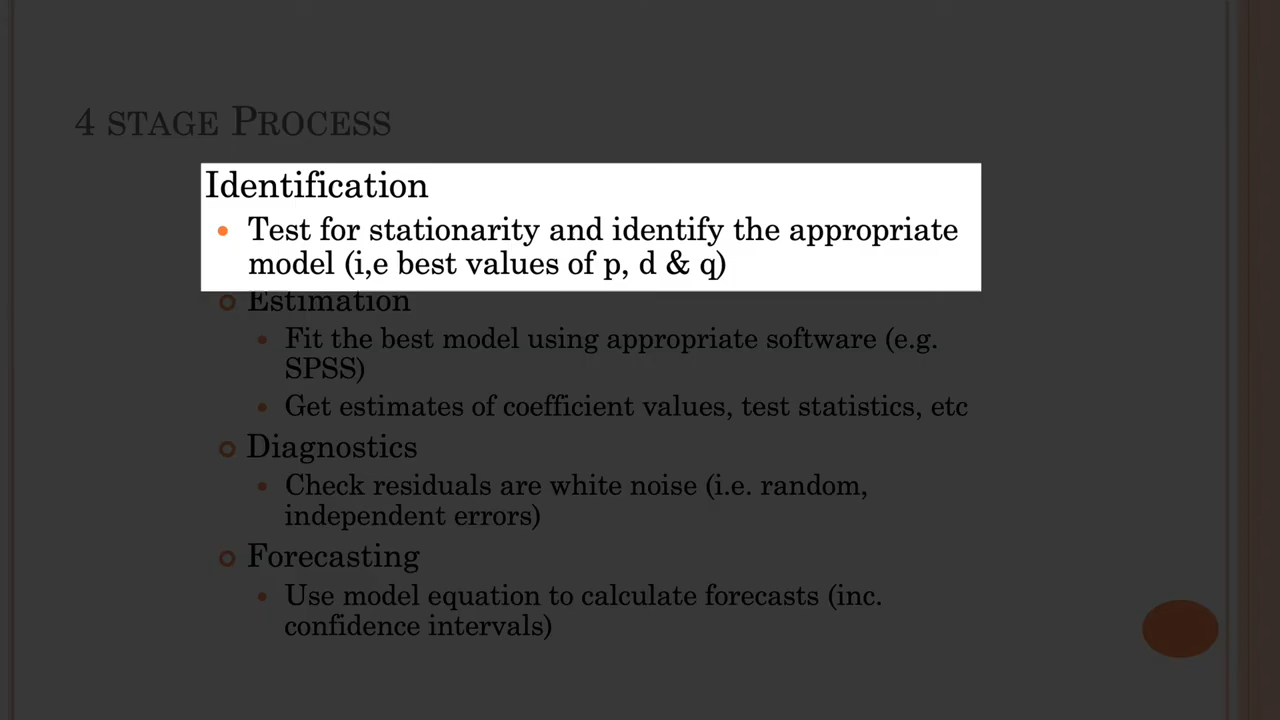 4 STAGE PROCESS
Identification
Test for stationarity and identify the appropriate
model (i,e best values of p, d & q)
Estimation
Fit the best model using appropriate software (e.g.
SPSS)
Get estimates of coefficient values, test statistics, etc
Diagnostics
Check residuals are white noise (i.e. random,
independent errors)
Forecasting
Use model equation to calculate forecasts (inc.
confidence intervals)